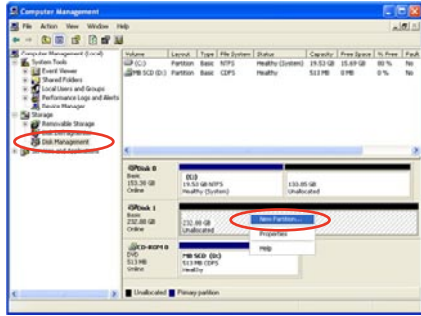 Computer Management
File Action View Window Help
Computer Management (Local)
System Tools
Event Viewer
Shared Folders
Local Users and Groups
Performance Logs and Alerts
Device Manager
Storage
Removable Storage
Disk Defragmenter
Disk Management
Services and Applications
Volume Layout Type File System Status Capacity Free Space % Free Fault
(C:) Partition Basic NTFS Healthy (System) 19.53 GB 15.69 GB 80 % No
MB SCD (D:) Partition Basic CDFS Healthy 513 MB 0 MB 0 % No
Disk 0
Basic
153.38 GB
Online
(C:)
19.53 GB NTFS
Healthy (System)
133.85 GB
Unallocated
Disk 1
Basic
232.88 GB
Online
232.88 GB
Unallocated
New Partition...
Properties
Help
CD-ROM 0
DVD
513 MB
Online
MB SCD (D:)
513 MB CDFS
Healthy
Unallocated Primary partition